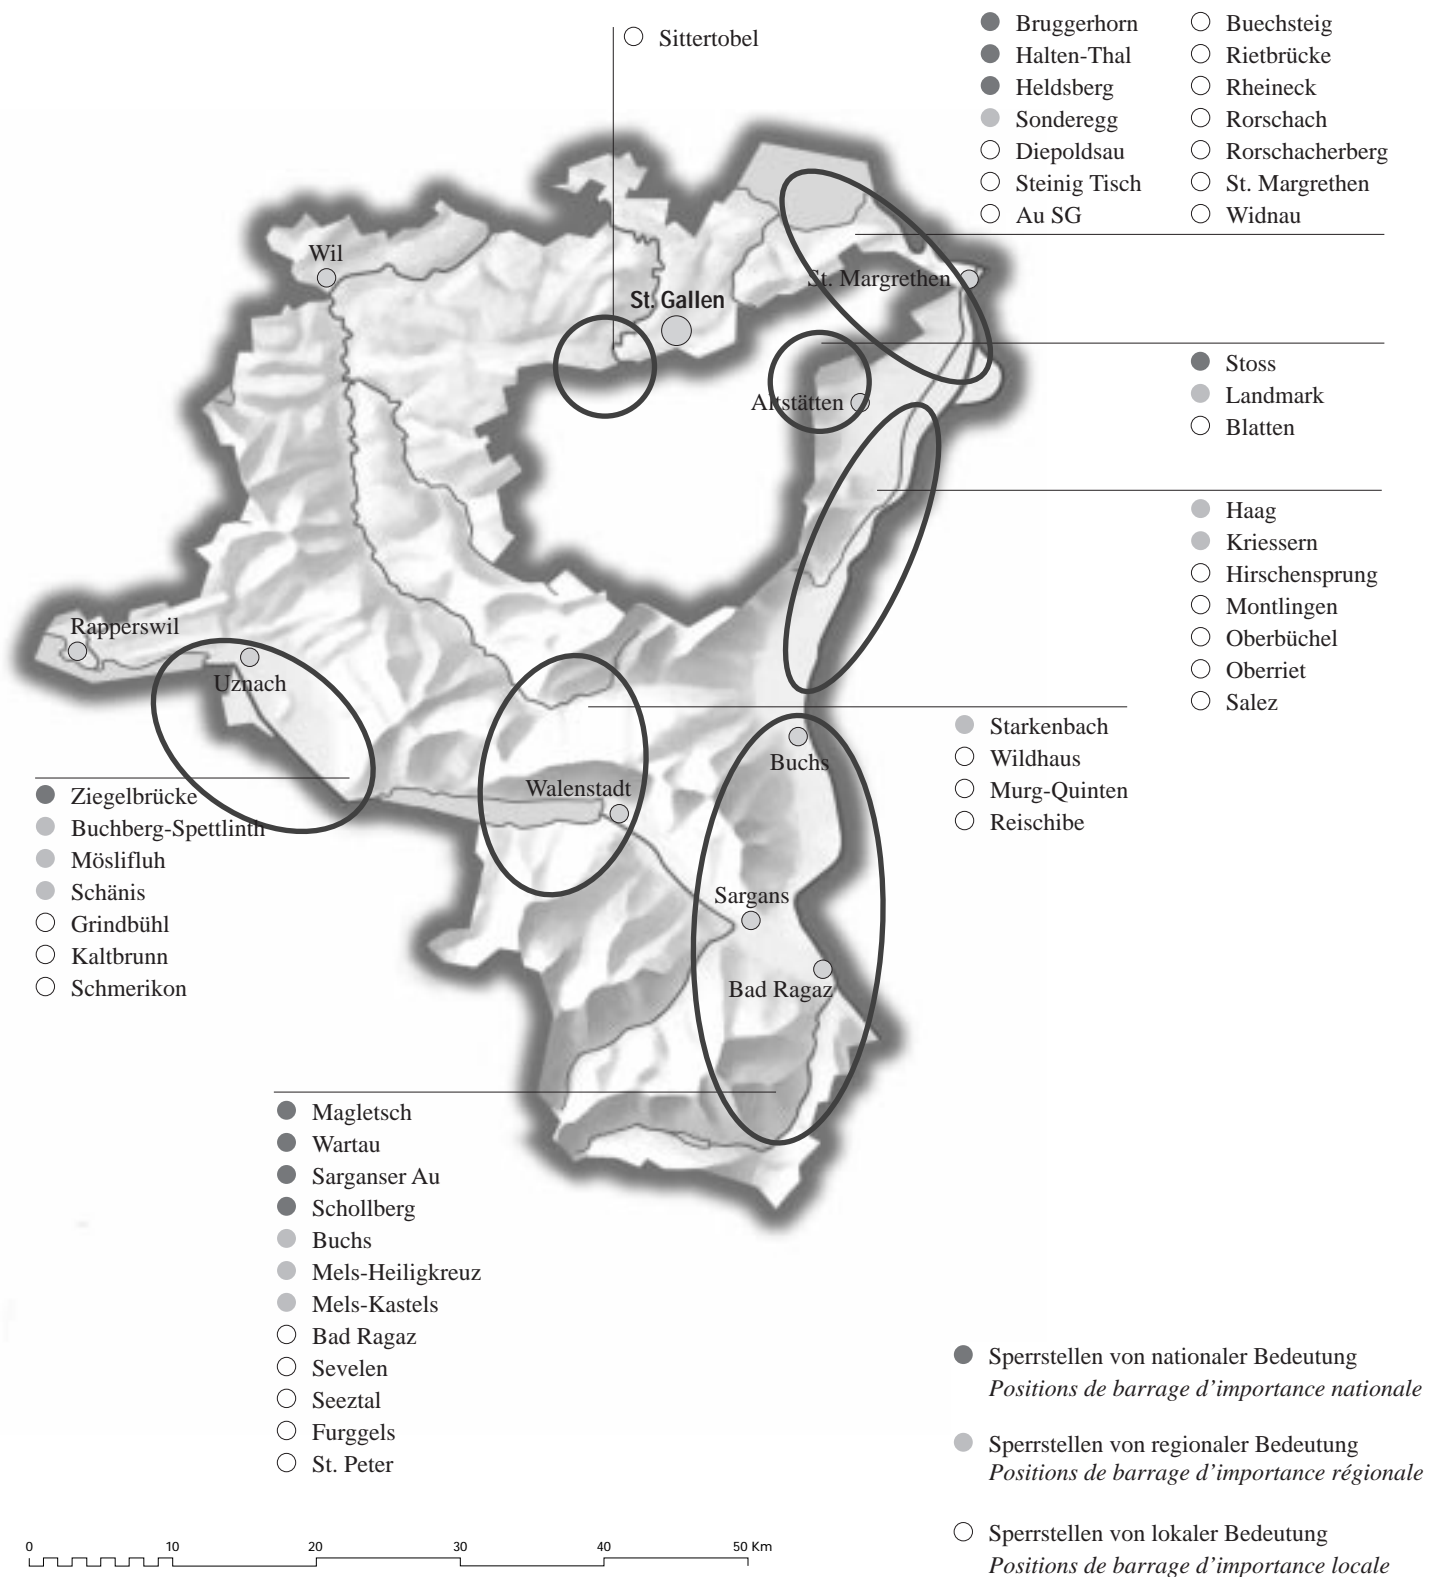 Sittertobel
Bruggerhorn
Halten-Thal
Heldsberg
Sonderegg
Diepoldsau
Steinig Tisch
Au SG
Buechsteig
Rietbrücke
Rheineck
Rorschach
Rorschacherberg
St. Margrethen
Widnau
Wil
St. Gallen
St. Margrethen
Altstätten
Stoss
Landmark
Blatten
Haag
Kriessern
Hirschensprung
Montlingen
Oberbüchel
Oberriet
Salez
Rapperswil
Uznach
Buchs
Walenstadt
Sargans
Bad Ragaz
Starkenbach
Wildhaus
Murg-Quinten
Reischibe
Ziegelbrücke
Buchberg-Spettlinth
Möslifluh
Schänis
Grindbühl
Kaltbrunn
Schmerikon
Magletsch
Wartau
Sarganser Au
Schollberg
Buchs
Mels-Heiligkreuz
Mels-Kastels
Bad Ragaz
Sevelen
Seeztal
Furggels
St. Peter
Sperrstellen von nationaler Bedeutung
Positions de barrage d’importance nationale
Sperrstellen von regionaler Bedeutung
Positions de barrage d’importance régionale
Sperrstellen von lokaler Bedeutung
Positions de barrage d’importance locale
0 10 20 30 40 50 Km